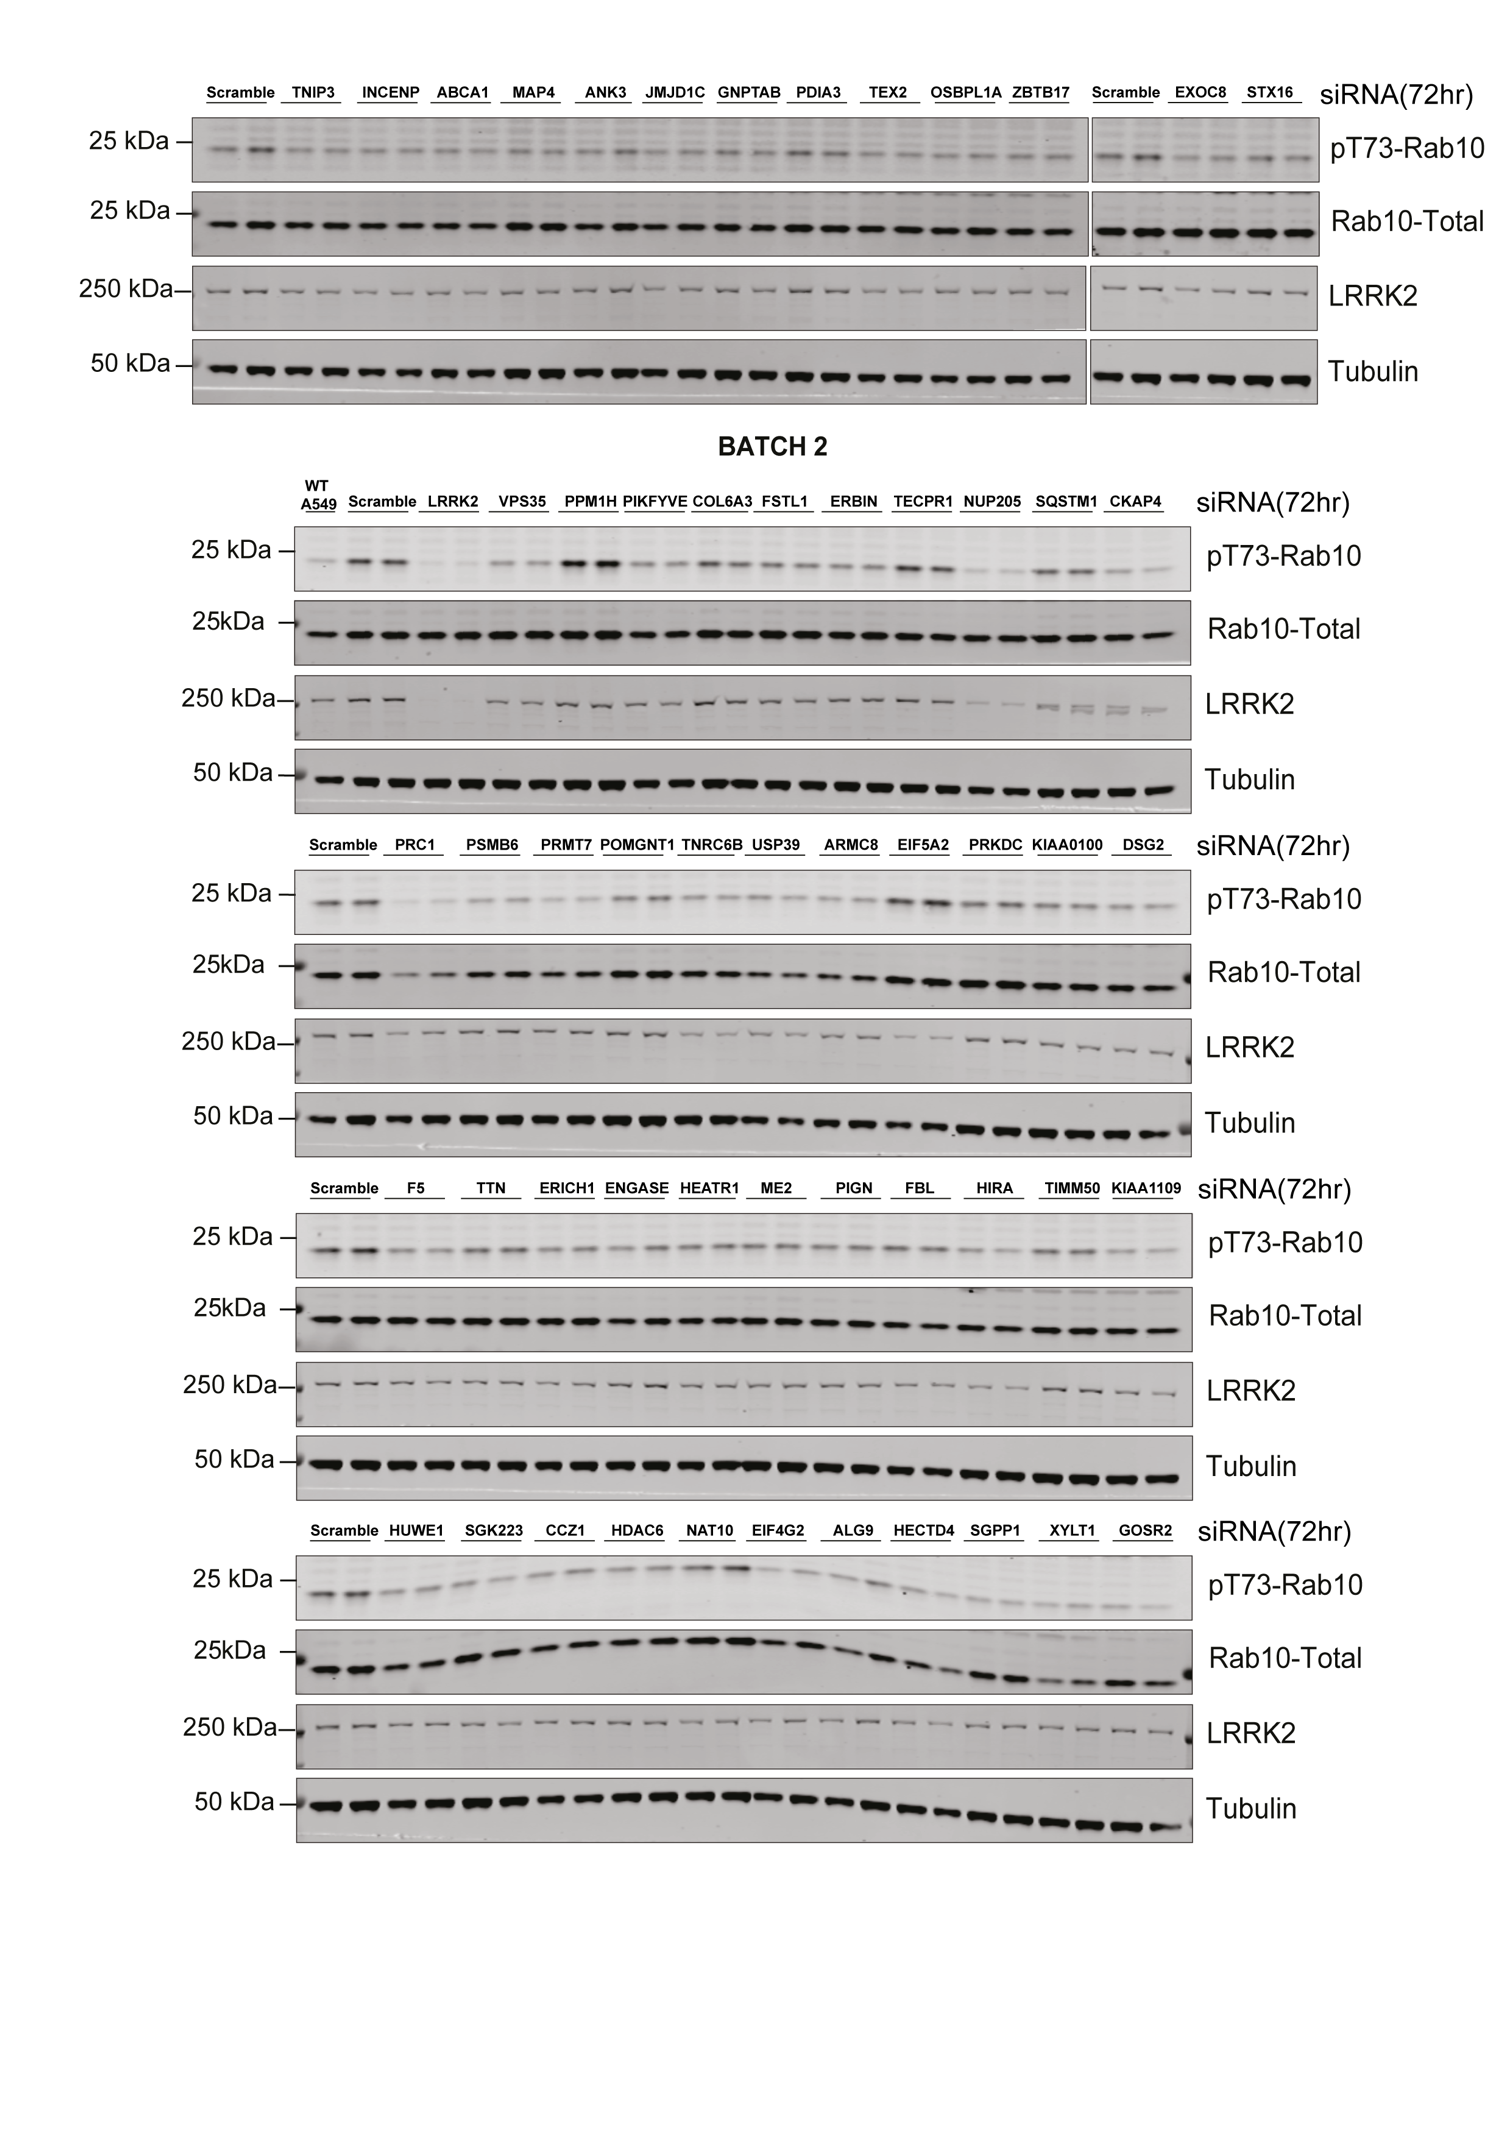 Scramble TNIP3 INCENP ABCA1 MAP4 ANK3 JMJD1C GNPTAB PDIA3 TEX2 OSBPL1A ZBTB17 Scramble EXOC8 STX16 siRNA(72hr)
25 kDa pT73-Rab10
25 kDa Rab10-Total
250 kDa LRRK2
50 kDa Tubulin
BATCH 2
WT
A549 Scramble LRRK2 VPS35 PPM1H PIKFYVE COL6A3 FSTL1 ERBIN TECPR1 NUP205 SQSTM1 CKAP4 siRNA(72hr)
25 kDa pT73-Rab10
25kDa Rab10-Total
250 kDa LRRK2
50 kDa Tubulin
Scramble PRC1 PSMB6 PRMT7 POMGNT1 TNRC6B USP39 ARMC8 EIF5A2 PRKDC KIAA0100 DSG2 siRNA(72hr)
25 kDa pT73-Rab10
25kDa Rab10-Total
250 kDa LRRK2
50 kDa Tubulin
Scramble F5 TTN ERICH1 ENGASE HEATR1 ME2 PIGN FBL HIRA TIMM50 KIAA1109 siRNA(72hr)
25 kDa pT73-Rab10
25kDa Rab10-Total
250 kDa LRRK2
50 kDa Tubulin
Scramble HUWE1 SGK223 CCZ1 HDAC6 NAT10 EIF4G2 ALG9 HECTD4 SGPP1 XYLT1 GOSR2 siRNA(72hr)
25 kDa pT73-Rab10
25kDa Rab10-Total
250 kDa LRRK2
50 kDa Tubulin